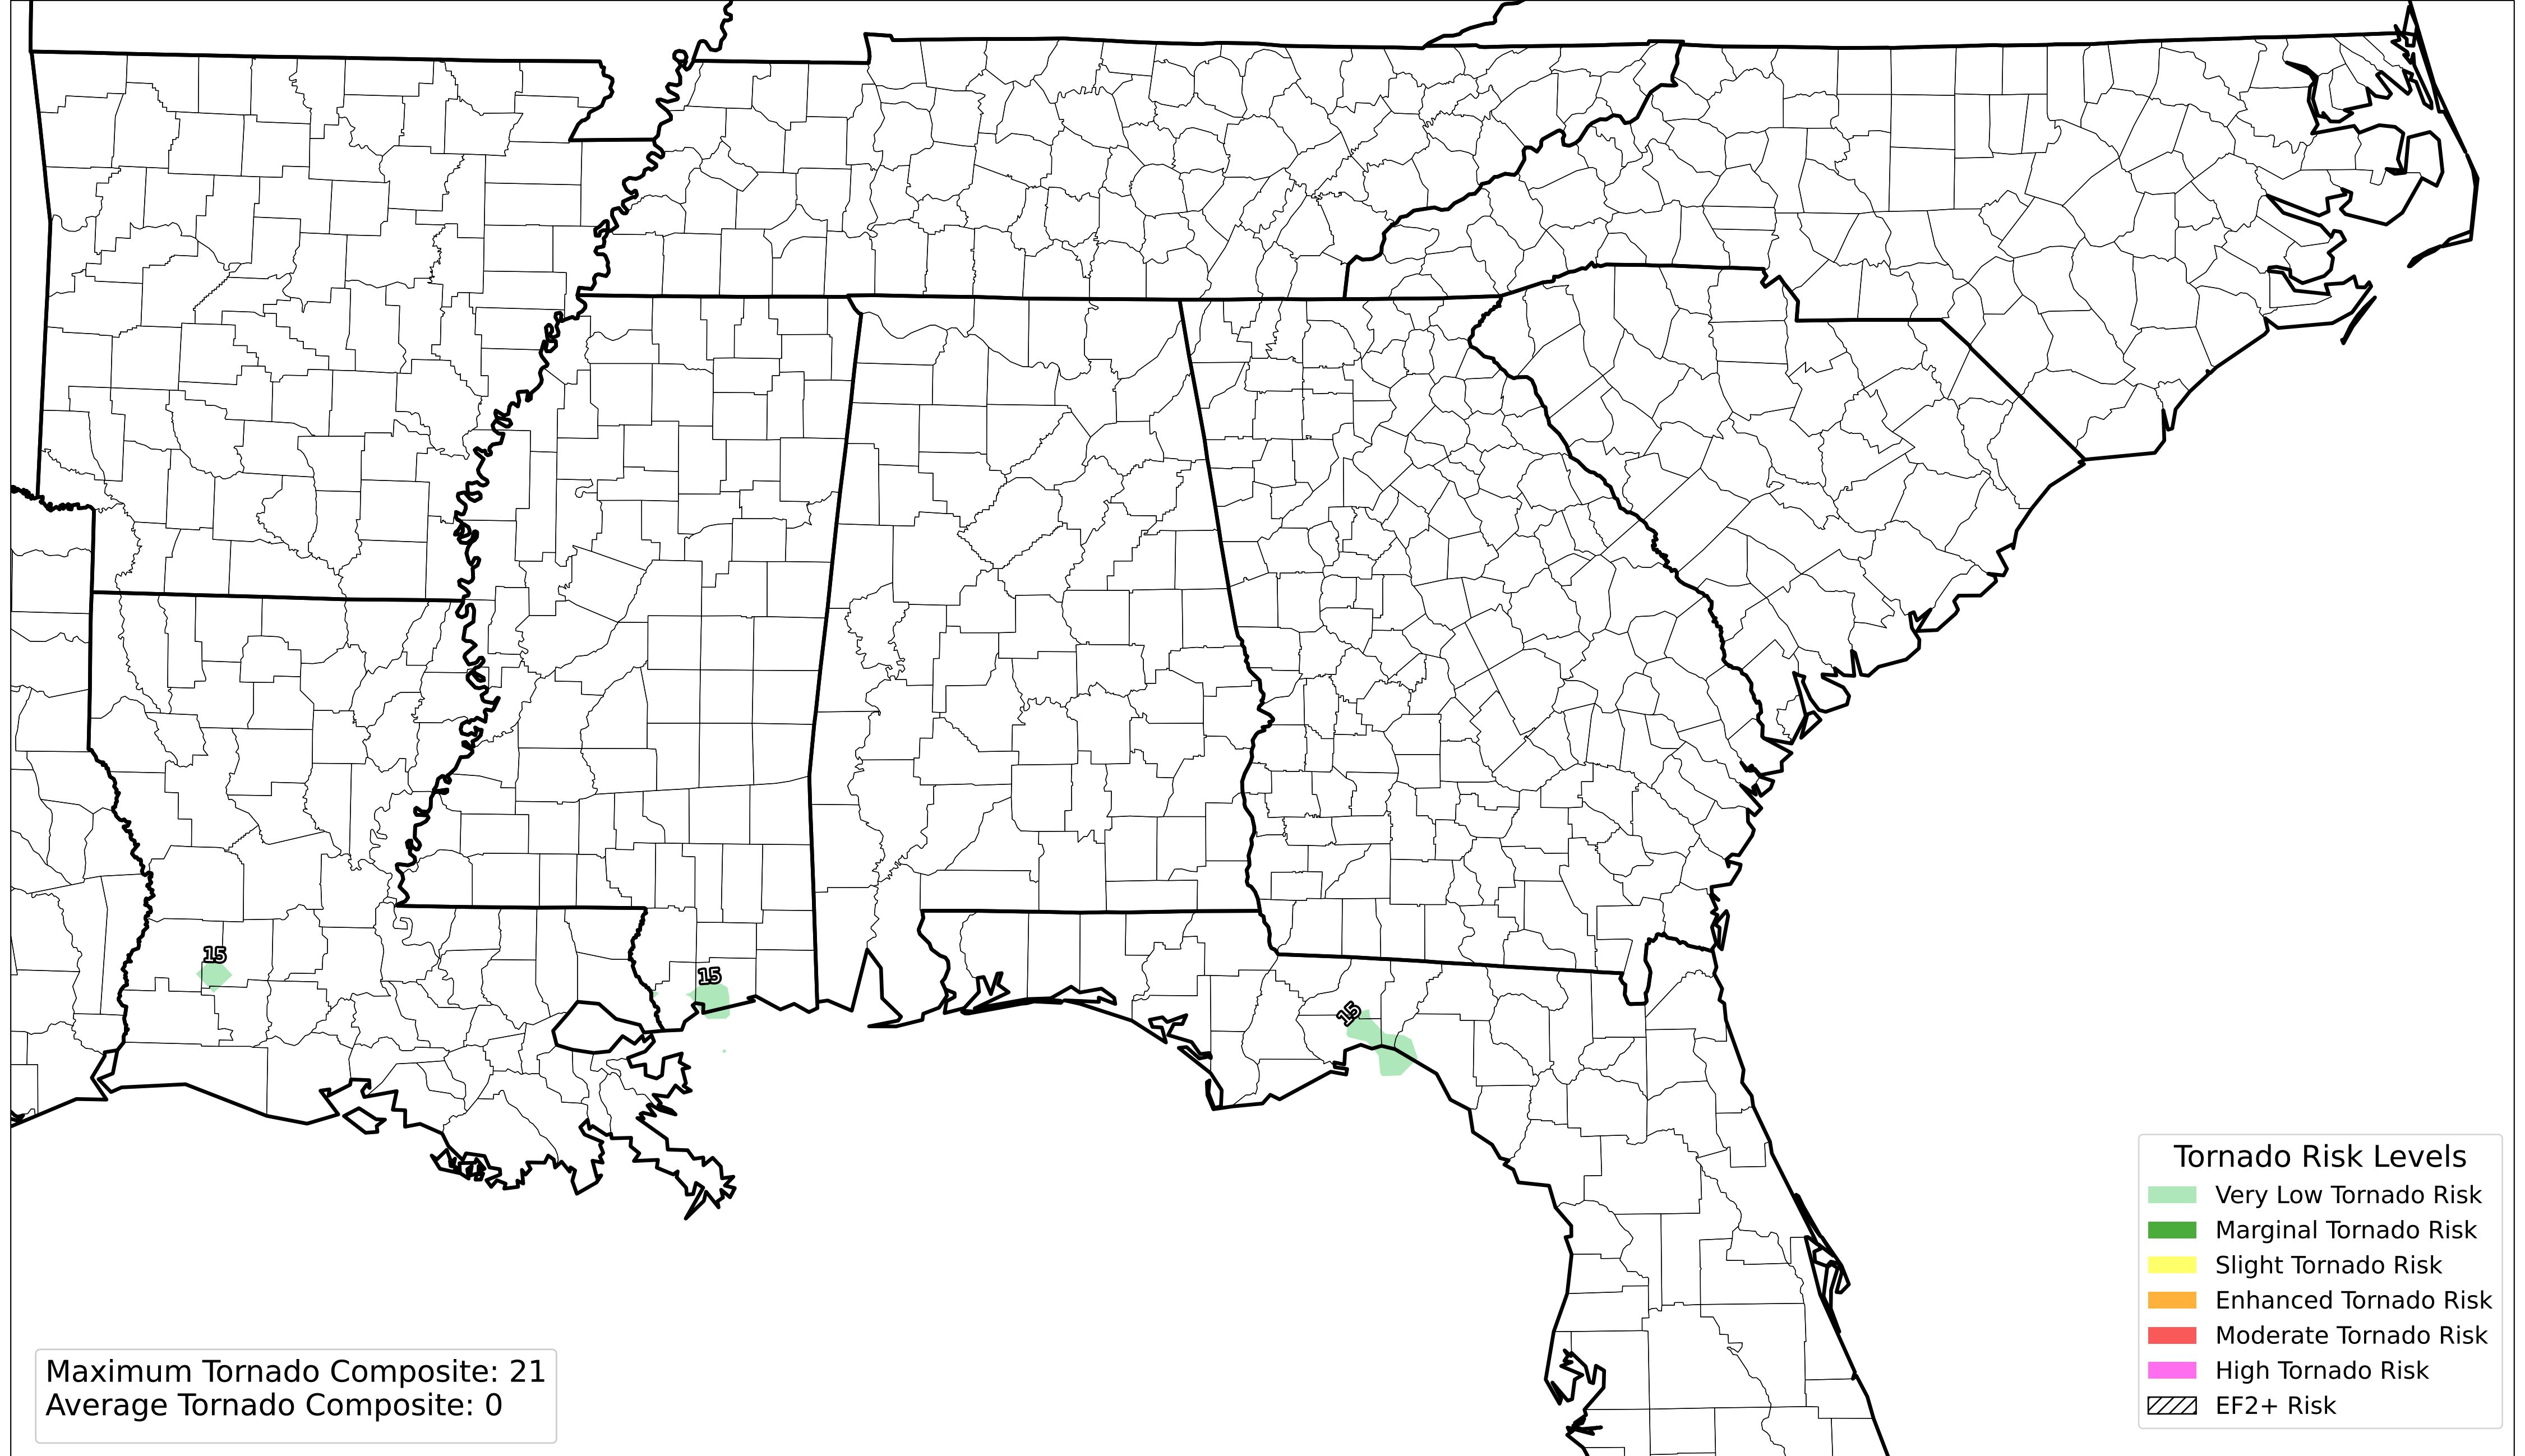 15
15
15
Tornado Risk Levels
Very Low Tornado Risk
Marginal Tornado Risk
Slight Tornado Risk
Enhanced Tornado Risk
Moderate Tornado Risk
High Tornado Risk
EF2+ Risk
Maximum Tornado Composite: 21
Average Tornado Composite: 0